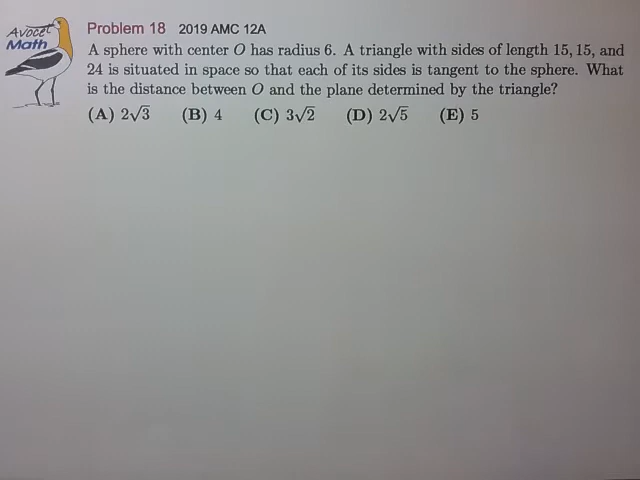 Avocet
Math
Problem 18 2019 AMC 12A
A sphere with center O has radius 6. A triangle with sides of length 15, 15, and
24 is situated in space so that each of its sides is tangent to the sphere. What
is the distance between O and the plane determined by the triangle?
(A) 2√3 (B) 4 (C) 3√2 (D) 2√5 (E) 5